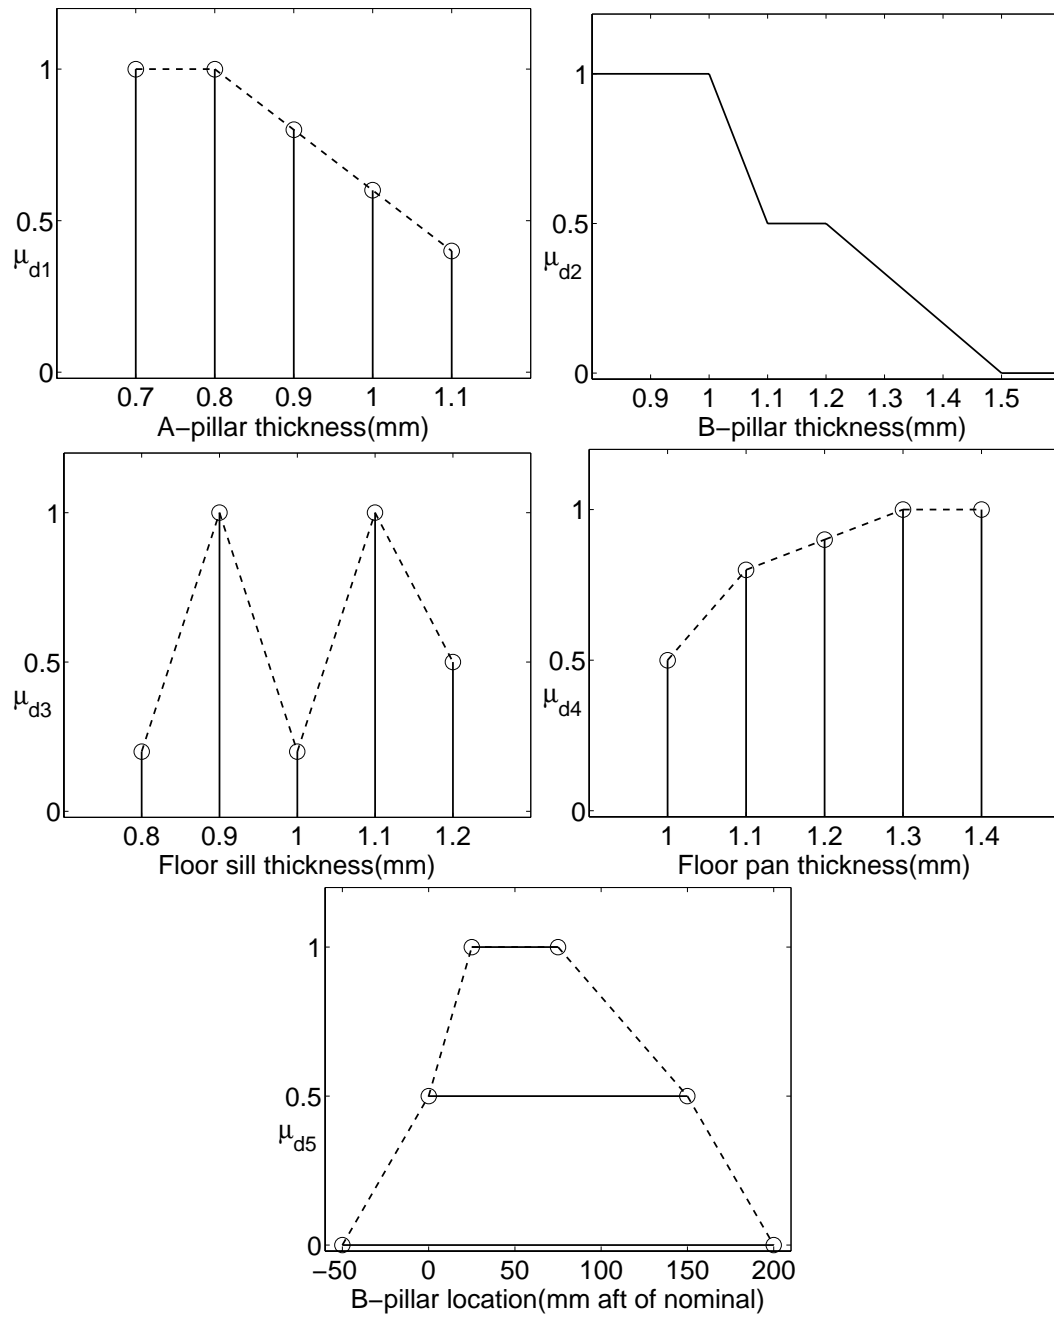 1
0.5
μd1
0
0.7 0.8 0.9 1 1.1
A−pillar thickness(mm)
1
0.5
μd2
0
0.9 1 1.1 1.2 1.3 1.4 1.5
B−pillar thickness(mm)
1
0.5
μd3
0
0.8 0.9 1 1.1 1.2
Floor sill thickness(mm)
1
0.5
μd4
0
1 1.1 1.2 1.3 1.4
Floor pan thickness(mm)
1
0.5
μd5
0
−50 0 50 100 150 200
B−pillar location(mm aft of nominal)